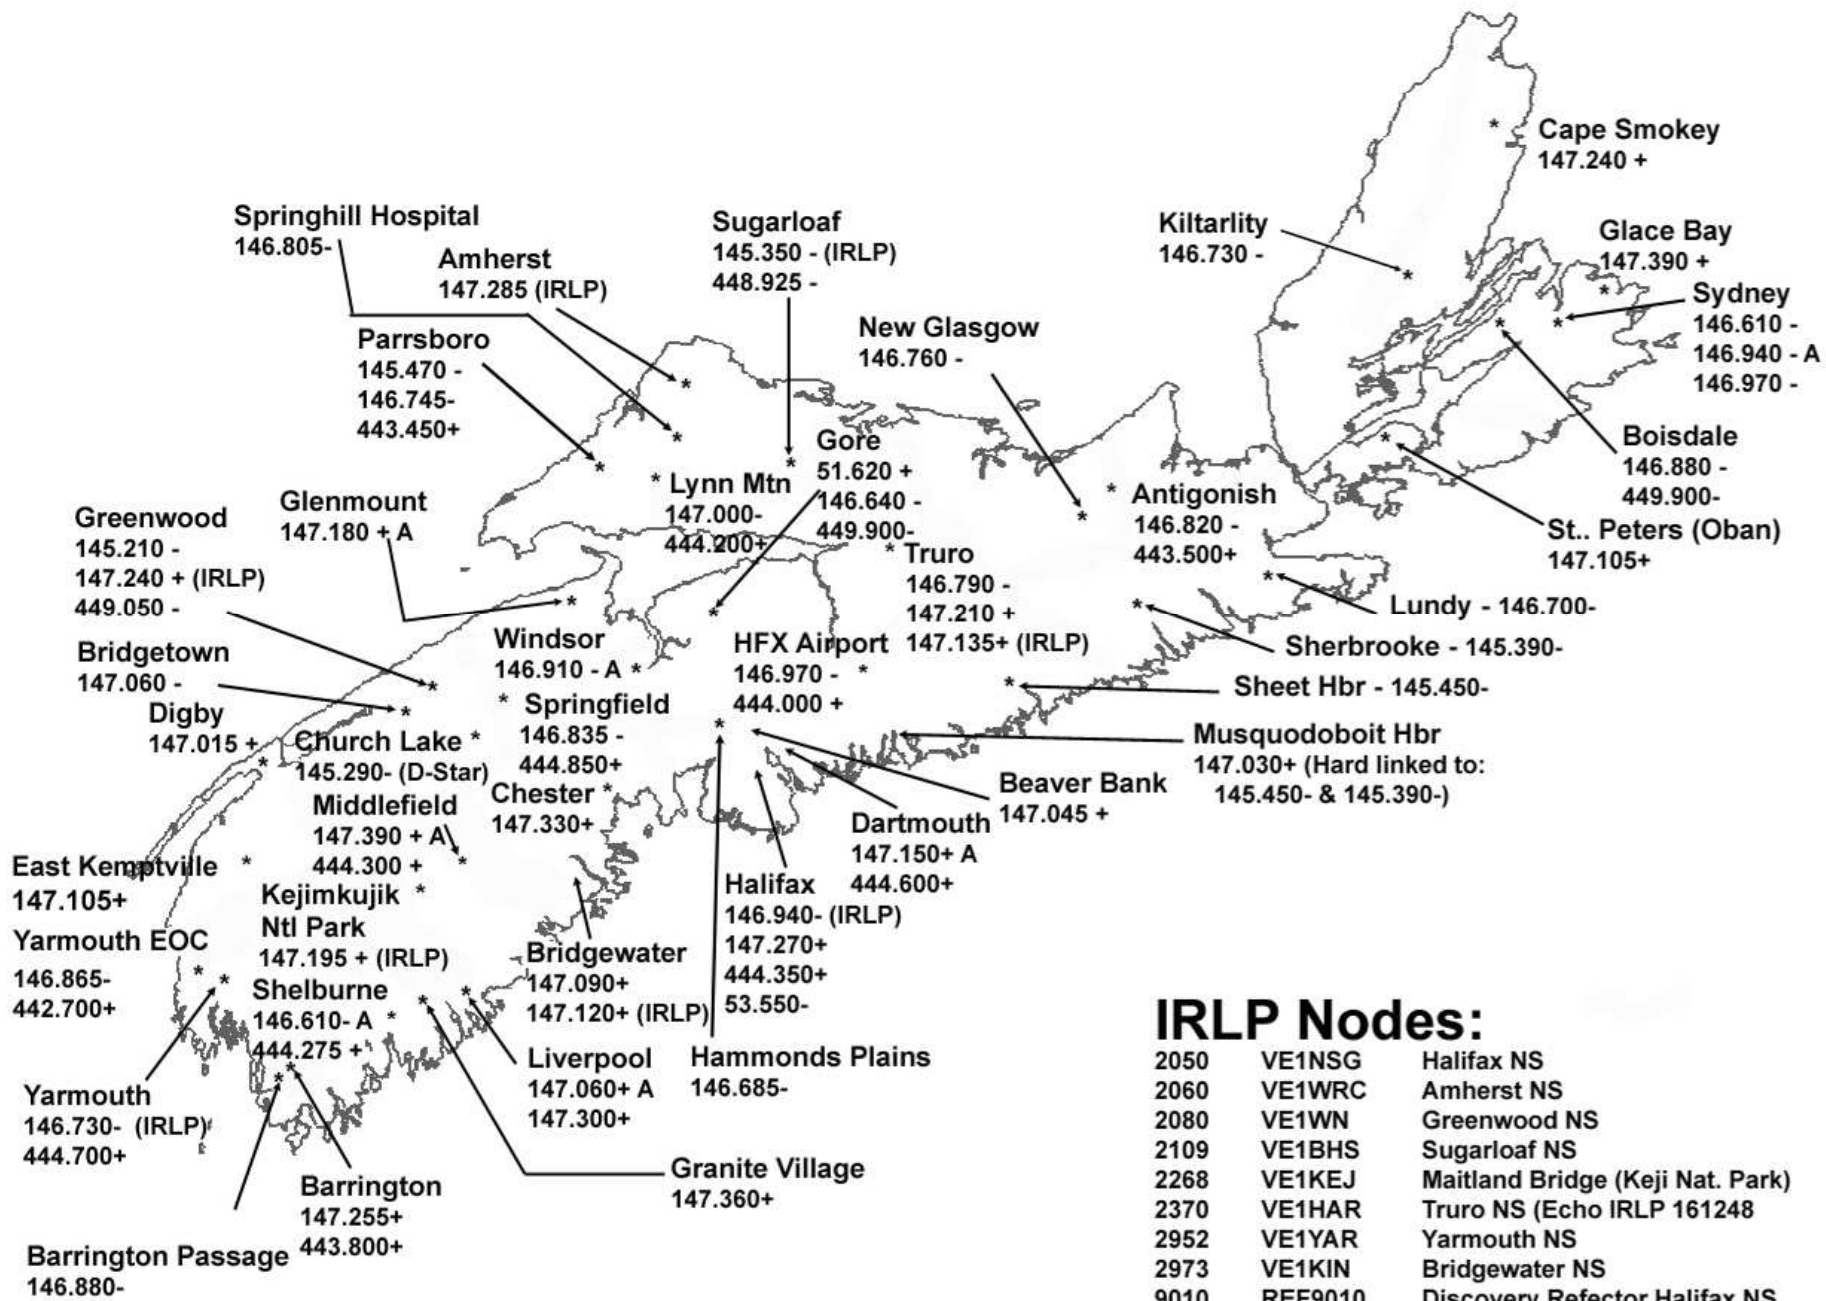 Cape Smokey
147.240 +
Springhill Hospital
146.805-
Amherst
147.285 (IRLP)
Sugarloaf
145.350 - (IRLP)
448.925 -
Kiltarlity
146.730 -
Glace Bay
147.390 +
Sydney
146.610 -
146.940 - A
146.970 -
Parrsboro
145.470 -
146.745-
443.450+
New Glasgow
146.760 -
Gore
51.620 +
146.640 -
449.900-
Boisdale
146.880 -
449.900-
Lynn Mtn
147.000-
444.200+
Antigonish
146.820 -
443.500+
St.. Peters (Oban)
147.105+
Glenmount
147.180 + A
Greenwood
145.210 -
147.240 + (IRLP)
449.050 -
Truro
146.790 -
147.210 +
147.135+ (IRLP)
Lundy - 146.700-
Sherbrooke - 145.390-
Sheet Hbr - 145.450-
Windsor
146.910 - A
HFX Airport
146.970 -
444.000 +
Bridgetown
147.060 -
Springfield
146.835 -
444.850+
Digby
147.015 +
Church Lake
145.290- (D-Star)
Musquodoboit Hbr
147.030+ (Hard linked to:
145.450- & 145.390-)
Chester
147.330+
Middlefield
147.390 + A
444.300 +
Beaver Bank
147.045 +
Dartmouth
147.150+ A
444.600+
East Kemptville
147.105+
Kejimkujik
Ntl Park
147.195 + (IRLP)
Halifax
146.940- (IRLP)
147.270+
444.350+
53.550-
Yarmouth EOC
146.865-
442.700+
Bridgewater
147.090+
147.120+ (IRLP)
Shelburne
146.610- A
444.275 +
Liverpool
147.060+ A
147.300+
Hammonds Plains
146.685-
Yarmouth
146.730- (IRLP)
444.700+
Granite Village
147.360+
Barrington
147.255+
443.800+
Barrington Passage
146.880-
IRLP Nodes:
2050 VE1NSG Halifax NS
2060 VE1WRC Amherst NS
2080 VE1WN Greenwood NS
2109 VE1BHS Sugarloaf NS
2268 VE1KEJ Maitland Bridge (Keji Nat. Park)
2370 VE1HAR Truro NS (Echo IRLP 161248
2952 VE1YAR Yarmouth NS
2973 VE1KIN Bridgewater NS
9010 REF9010 Discovery Refector Halifax NS